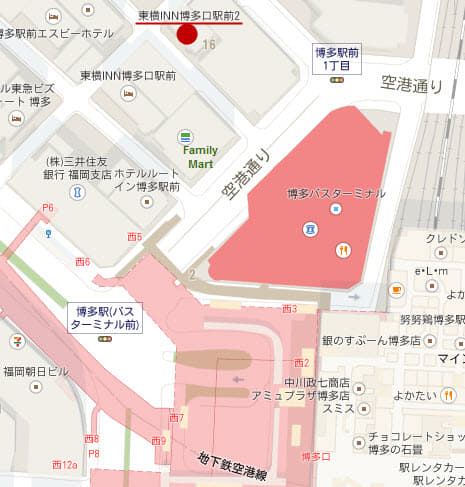 東横INN博多口駅前2
16
博多駅前エスビーホテル
博多駅前
1丁目
空港通り
東横INN博多口駅前
ル東急ビズ
ォート 博多
Family
Mart
空港通り
(株)三井住友
銀行 福岡支店
ホテルルート
イン博多駅前
博多バスターミナル
P6
西5
西6
2
クレドソ
e•L•m
よか
西3
博多駅(バス
ターミナル前)
努努鶏博多駅
銀のすぶーん博多店
マイン
西2
福岡朝日ビル
中川政七商店
アミュプラザ博多店
スミス
よかたい
西7
西8
P8
西9
西12a
地下鉄空港線
博多口
チョコレートショッ
博多の石畳
駅レンタカー
駅レンタカ